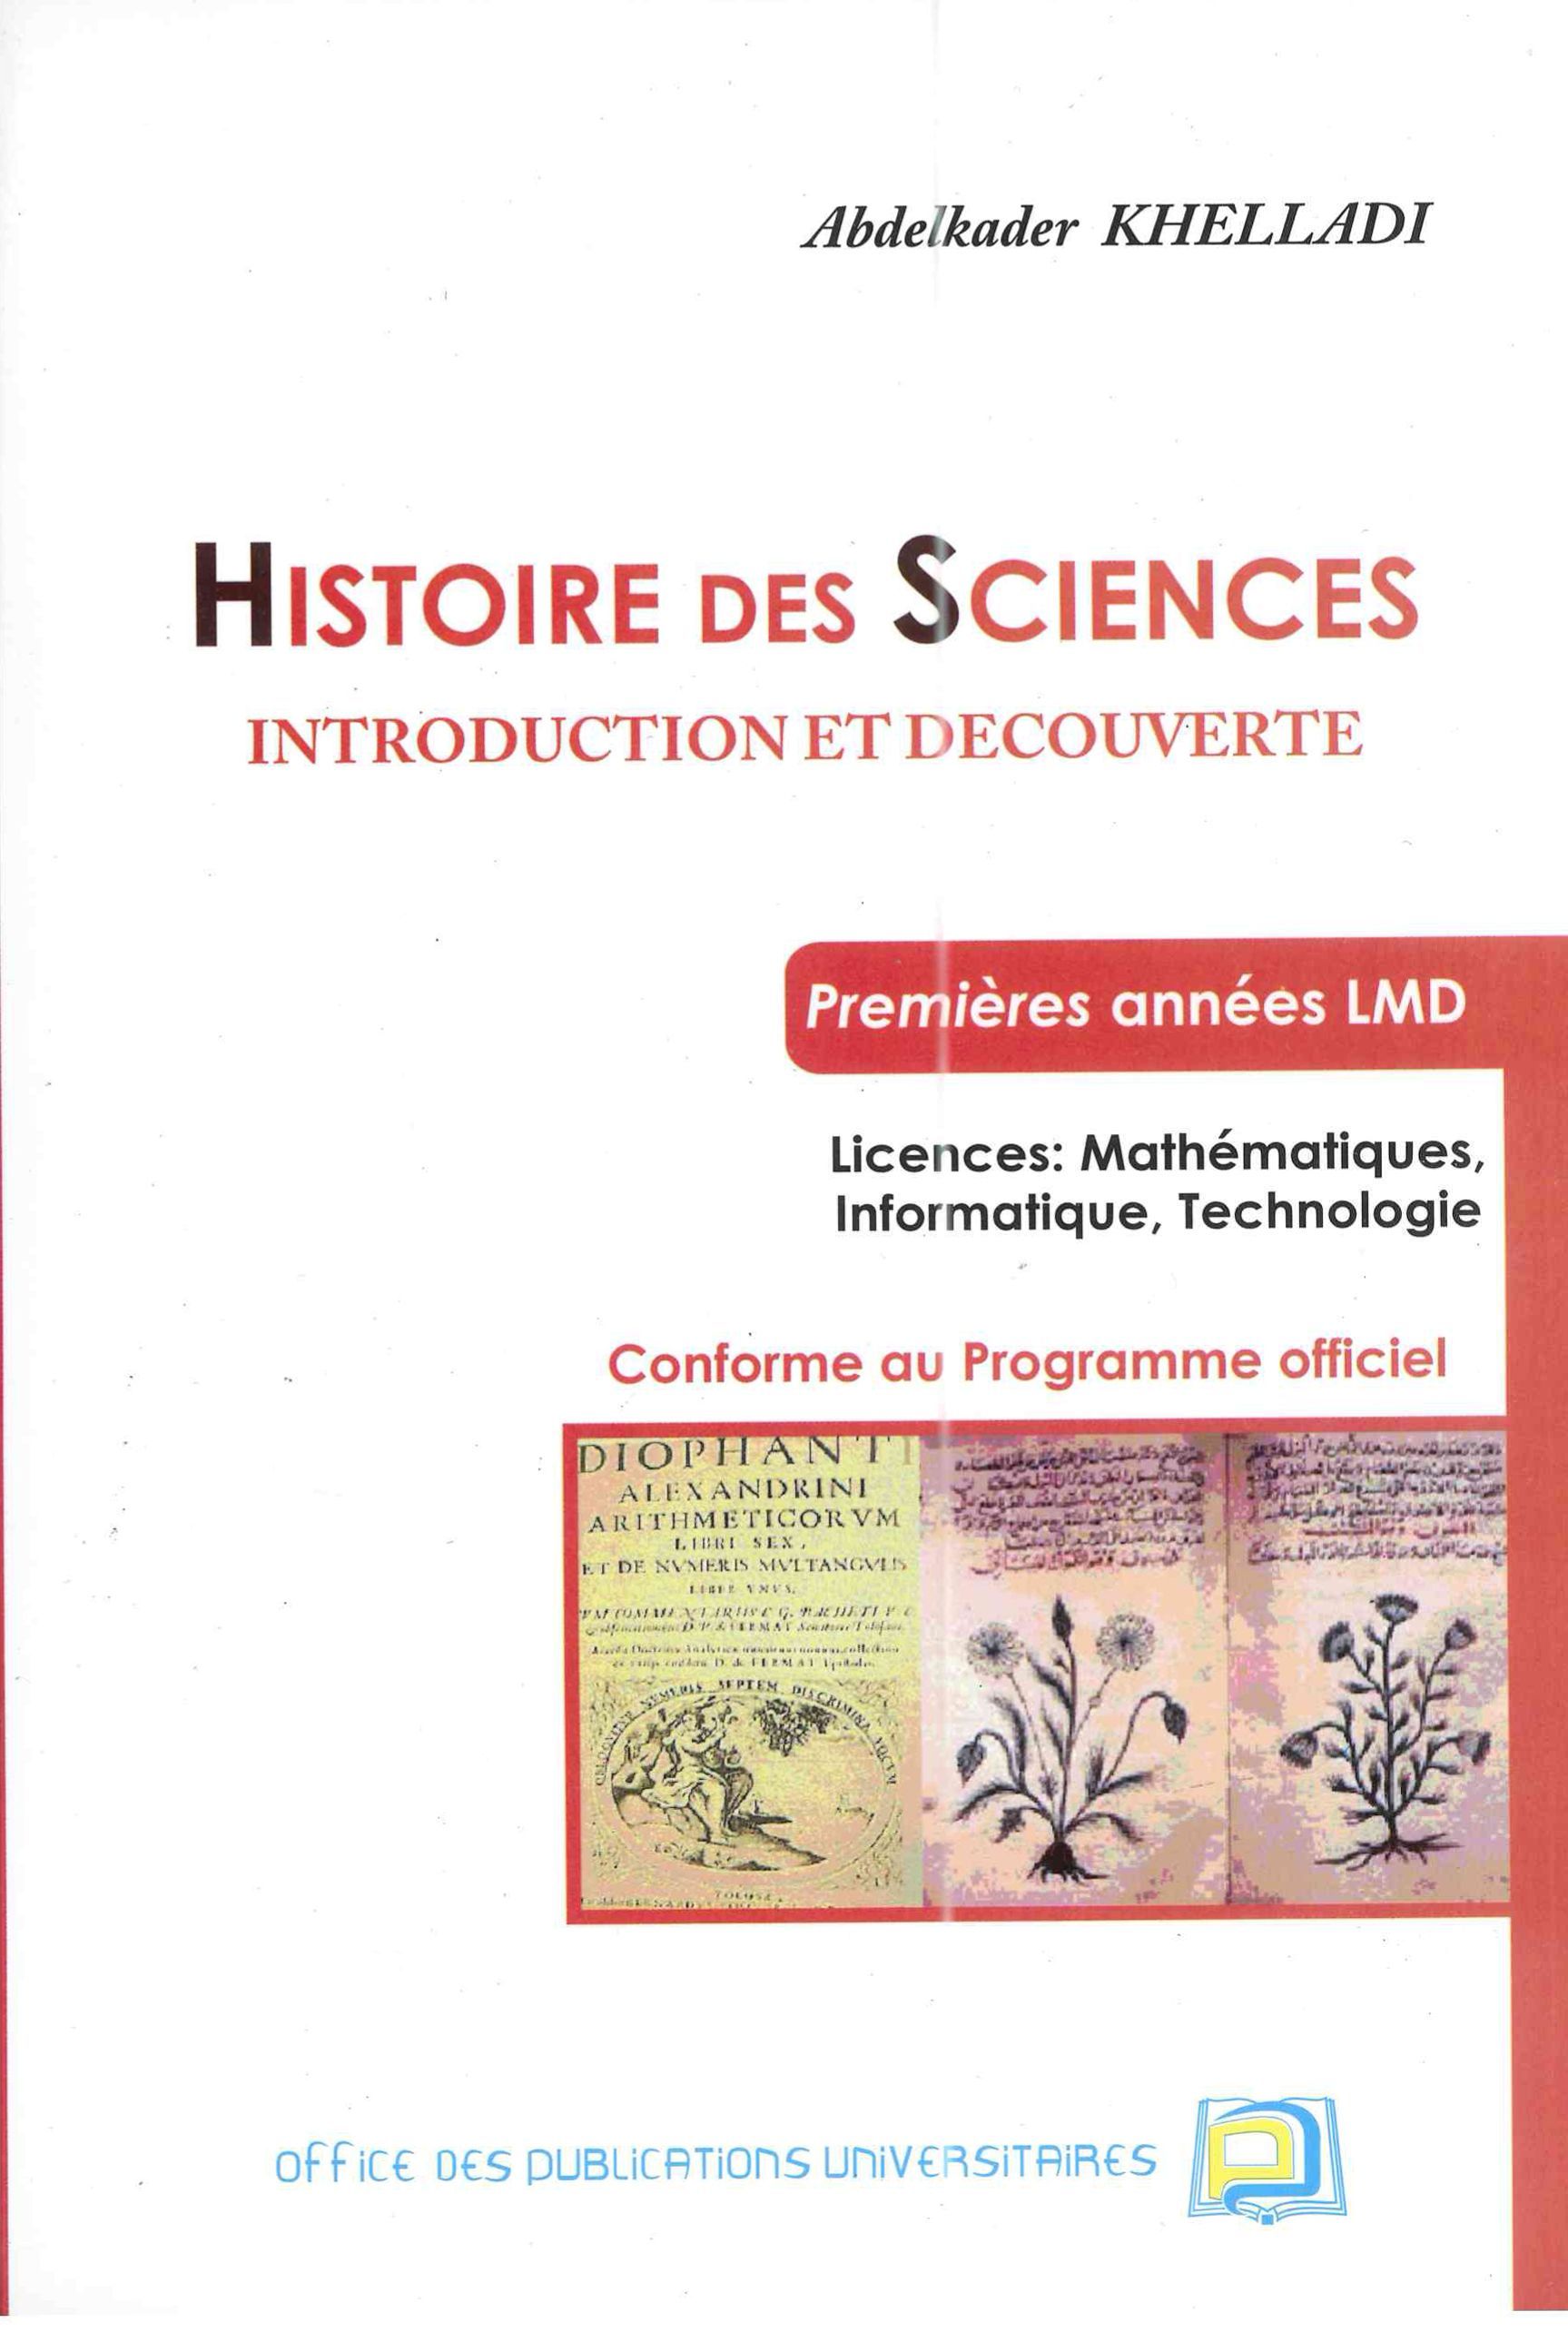 Abdelkader KHELLADI
HISTOIRE DES SCIENCES
INTRODUCTION ET DECOUVERTE
Premières années LMD
Licences: Mathématiques,
Informatique, Technologie
Conforme au Programme officiel
DIOPHANTI
ALEXANDRINI
ARITHMETICORVM
LIBRI SEX,
ET DE NVMERIS MVLTANGVLIS
LIBER VNVS.
OFFICE DES PUBLICATIONS UNIVERSITAIRES